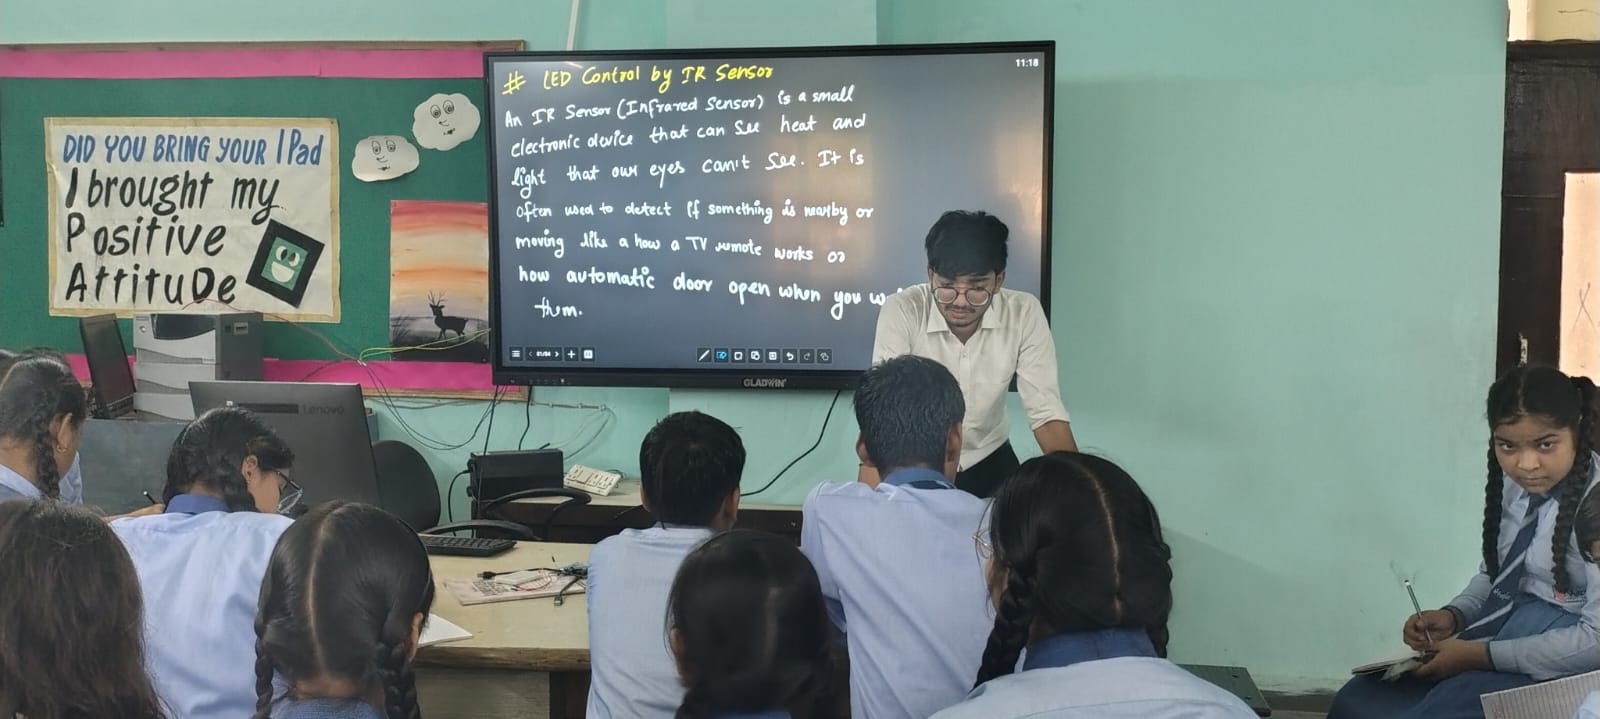 DID YOU BRING YOUR I Pad
I brought my
Positive
AttituDe
11:18
# LED Control by IR Sensor
An IR Sensor (Infrared Sensor) is a small
electronic device that can see heat and
light that our eyes can't see. It is
often used to detect if something is nearby or
moving like a how a TV remote works or
how automatic door open when you
them.
GLADWIN
Lenovo